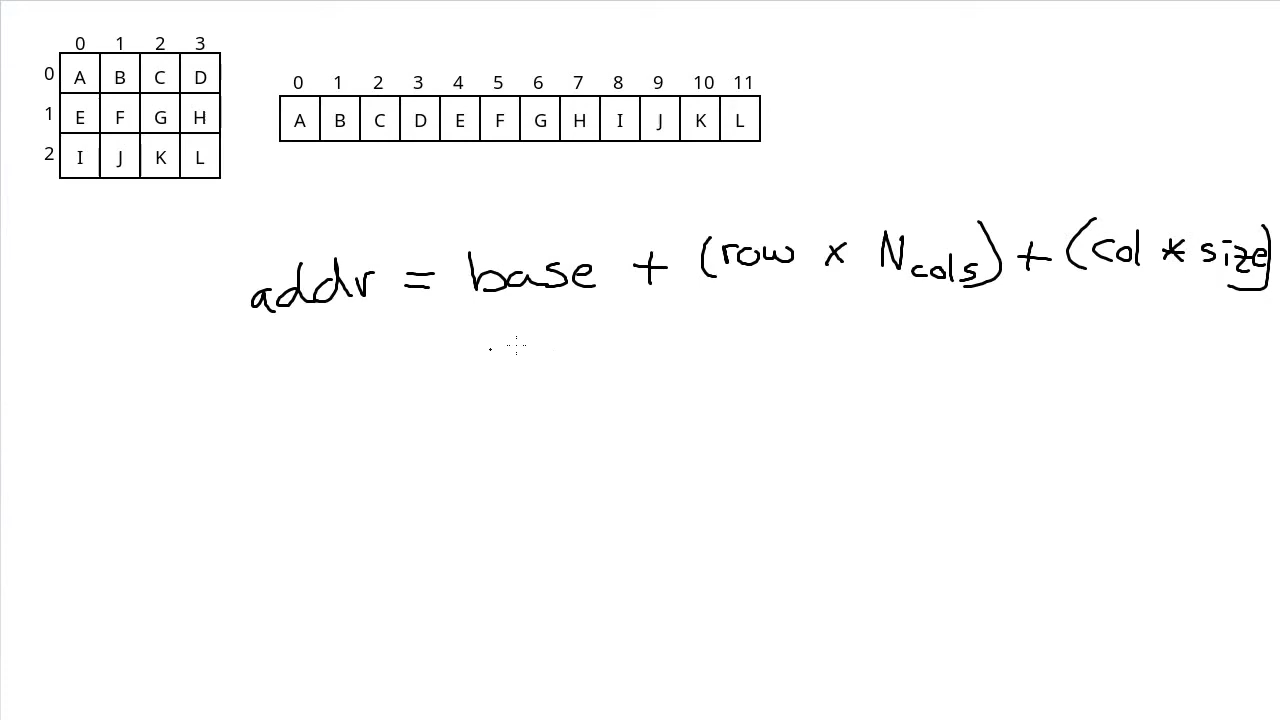 0 1 2 3
0 A B C D
1 E F G H
2 I J K L
0 1 2 3 4 5 6 7 8 9 10 11
A B C D E F G H I J K L
addr = base + (row x Ncols) + (col * size)